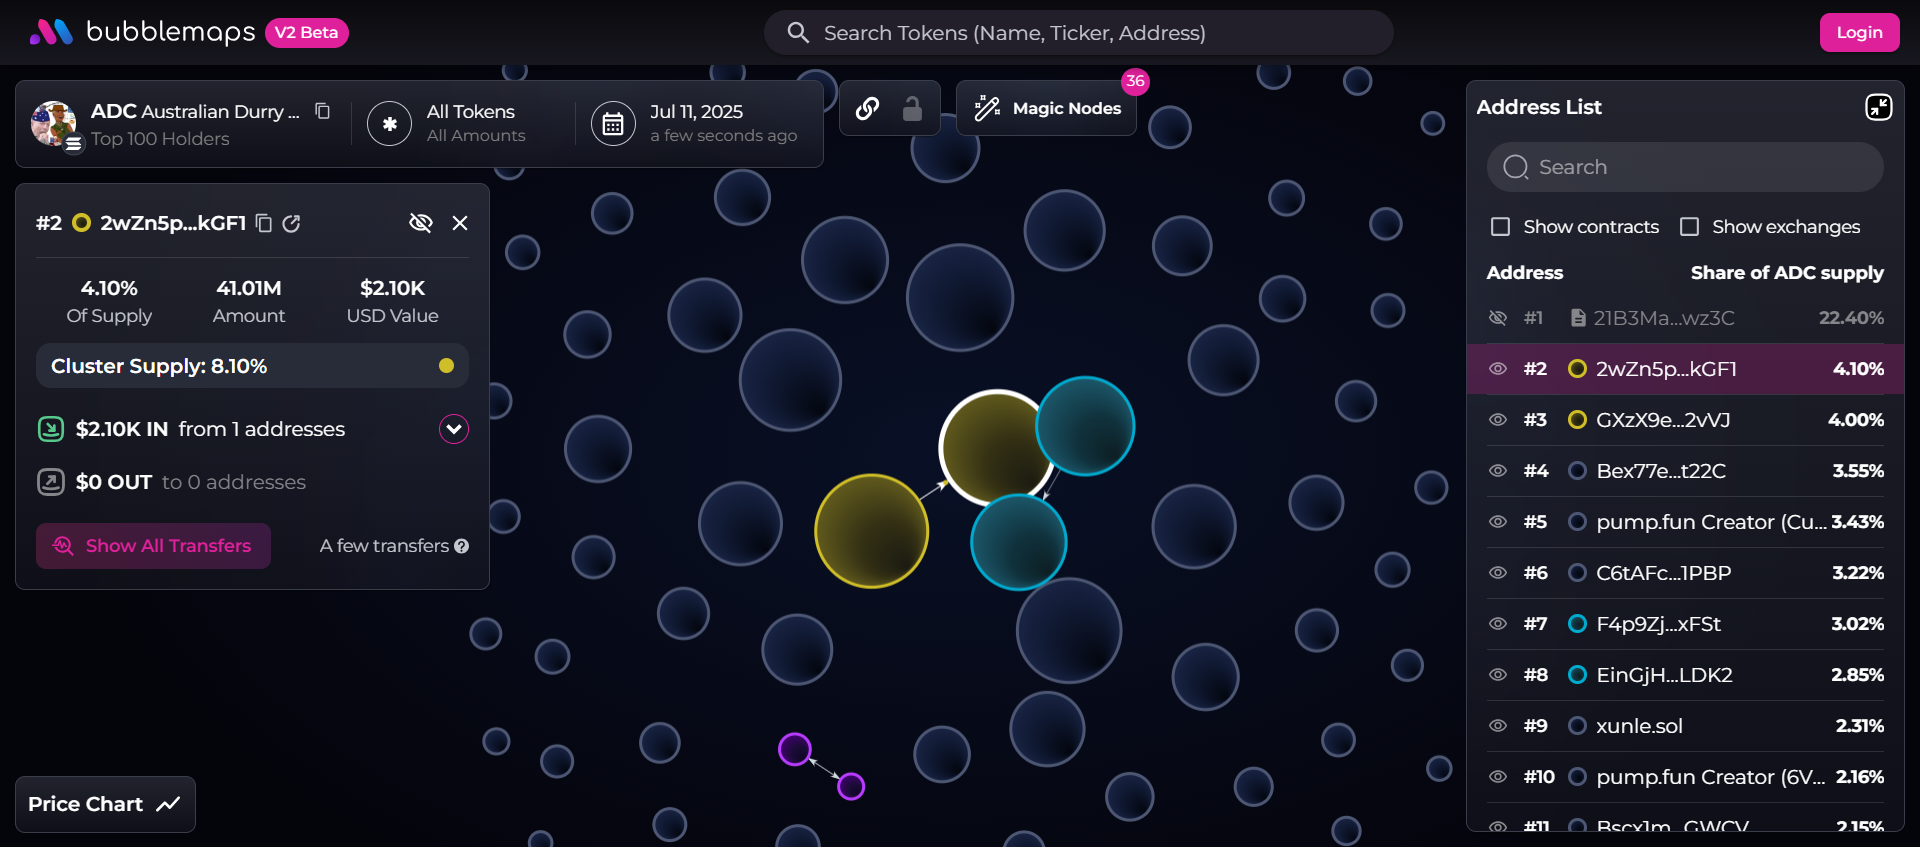 bubblemaps V2 Beta
Search Tokens (Name, Ticker, Address)
Login
ADC Australian Durry ...
Top 100 Holders
All Tokens
All Amounts
Jul 11, 2025
a few seconds ago
Magic Nodes
36
#2 2wZn5p...kGF1
4.10% 41.01M $2.10K
Of Supply Amount USD Value
Cluster Supply: 8.10%
$2.10K IN from 1 addresses
$0 OUT to 0 addresses
Show All Transfers A few transfers
Price Chart
Address List
Search
Show contracts Show exchanges
Address Share of ADC supply
#1 21B3Ma...wz3C 22.40%
#2 2wZn5p...kGF1 4.10%
#3 GXzX9e...2vVJ 4.00%
#4 Bex77e...t22C 3.55%
#5 pump.fun Creator (Cu... 3.43%
#6 C6tAFc...1PBP 3.22%
#7 F4p9Zj...xFSt 3.02%
#8 EinGjH...LDK2 2.85%
#9 xunle.sol 2.31%
#10 pump.fun Creator (6V... 2.16%
#11 Bscx1m...GWCV 2.15%